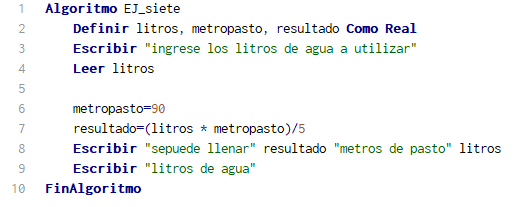 1 Algoritmo EJ_siete
2 Definir litros, metropasto, resultado Como Real
3 Escribir "ingrese los litros de agua a utilizar"
4 Leer litros
5
6 metropasto=90
7 resultado=(litros * metropasto)/5
8 Escribir "sepuede llenar" resultado "metros de pasto" litros
9 Escribir "litros de agua"
10 FinAlgoritmo